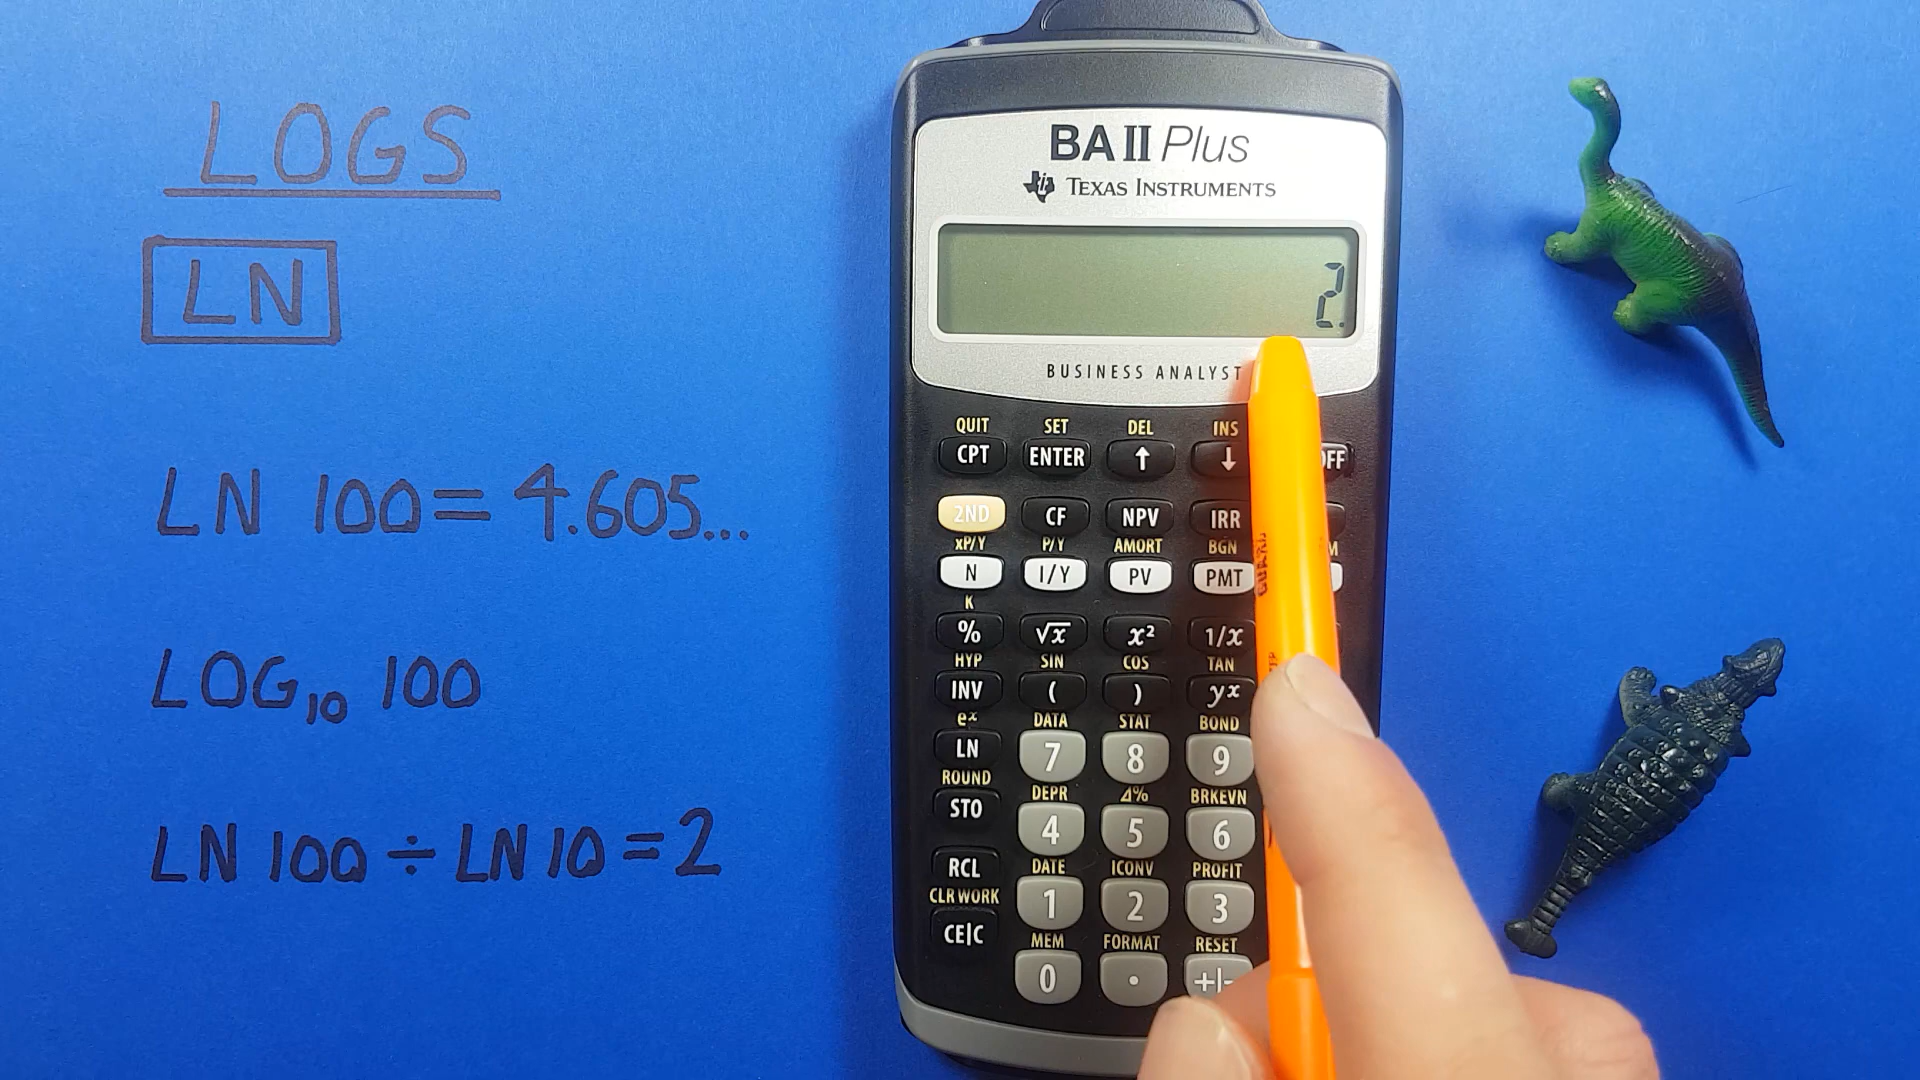 LOGS
LN
LN 100 = 4.605...
LOG₁₀ 100
LN 100 ÷ LN 10 = 2
BA II Plus
TEXAS INSTRUMENTS
2.
BUSINESS ANALYST
QUIT SET DEL INS
CPT ENTER ↑ ↓ OFF
2ND CF NPV IRR
xP/Y P/Y AMORT BGN
N I/Y PV PMT
K
% √x x² 1/x
HYP SIN COS TAN
INV ( ) yˣ
eˣ DATA STAT BOND
LN 7 8 9
ROUND DEPR Δ% BRKEVN
STO 4 5 6
DATE ICONV PROFIT
RCL 1 2 3
CLR WORK MEM FORMAT RESET
CE|C 0 . +|-